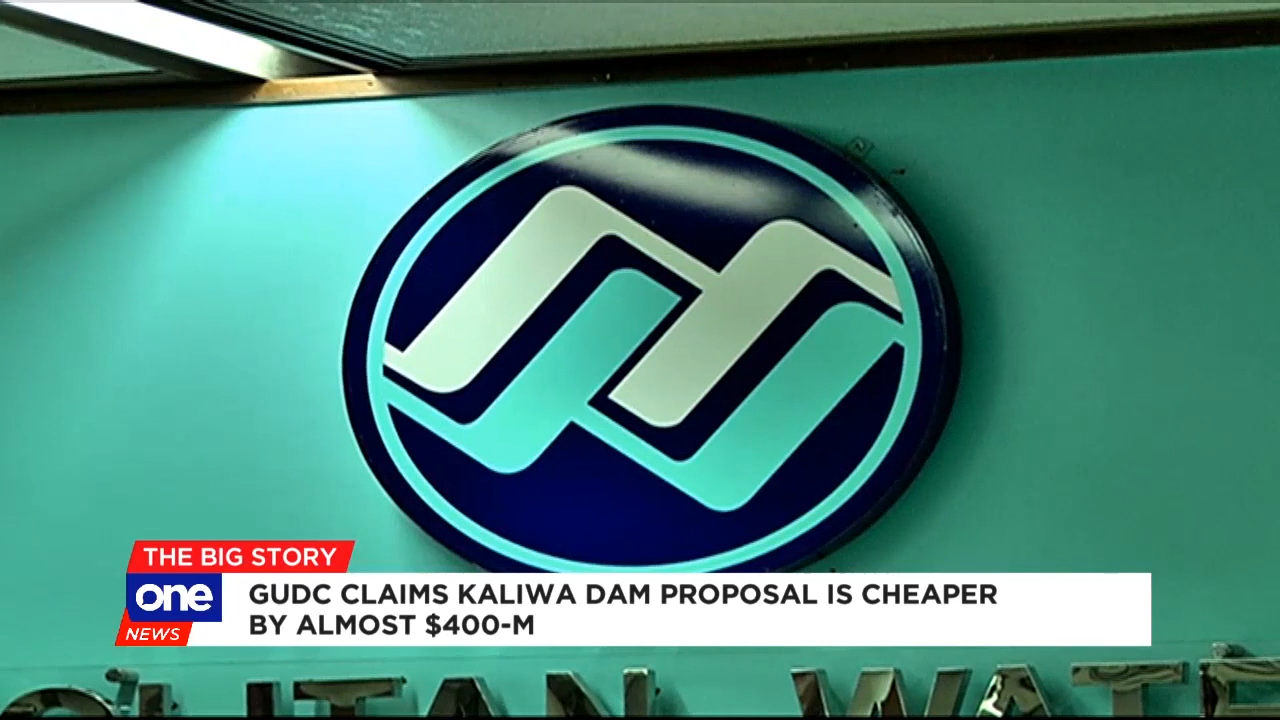 THE BIG STORY
one
NEWS
GUDC CLAIMS KALIWA DAM PROPOSAL IS CHEAPER
BY ALMOST $400-M